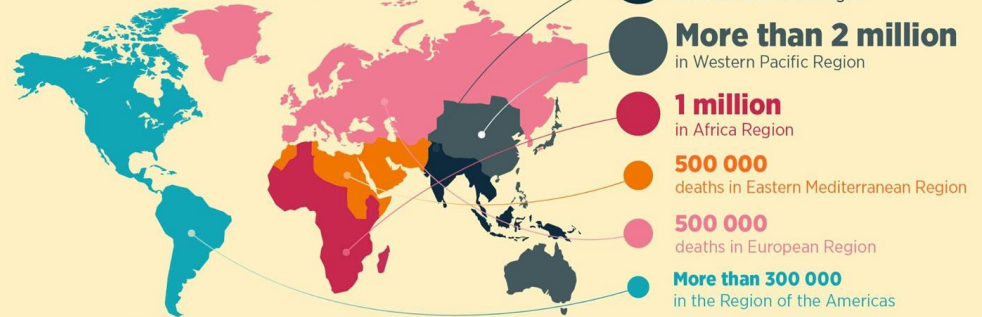 More than 2 million
in Western Pacific Region
1 million
in Africa Region
500 000
deaths in Eastern Mediterranean Region
500 000
deaths in European Region
More than 300 000
in the Region of the Americas